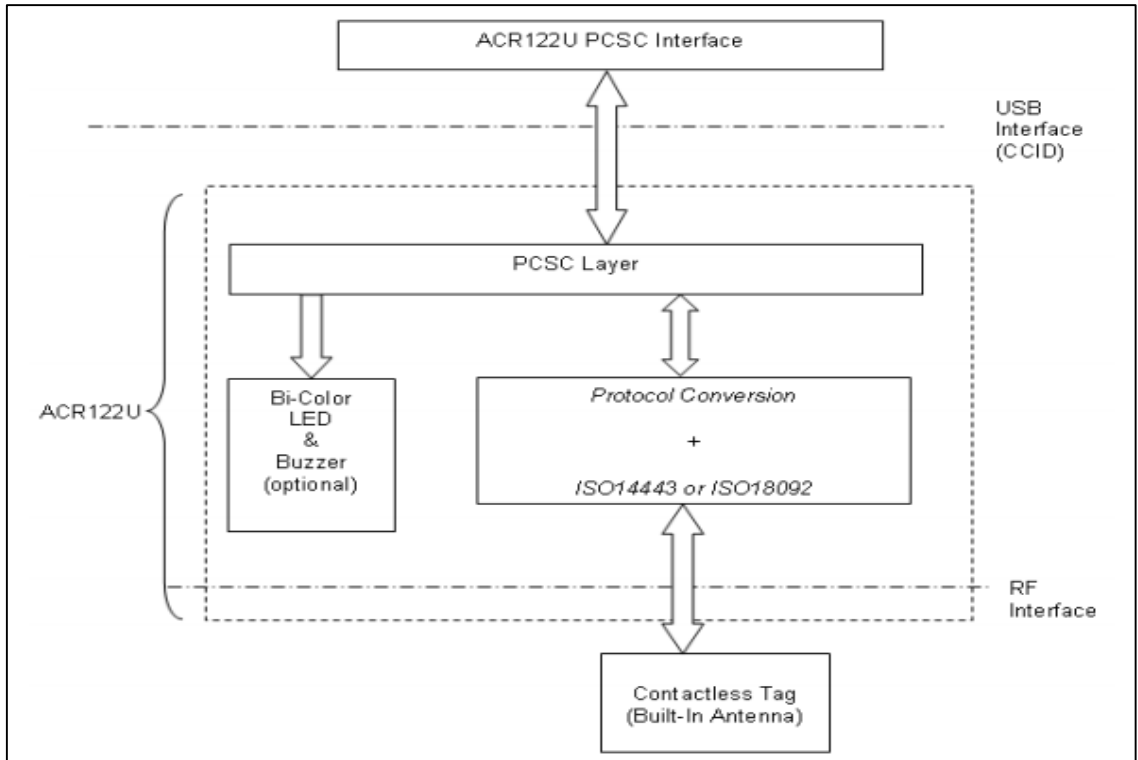 ACR122U PCSC Interface
USB
Interface
(CCID)
PCSC Layer
ACR122U
Bi-Color
LED
&
Buzzer
(optional)
Protocol Conversion
+
ISO14443 or ISO18092
RF
Interface
Contactless Tag
(Built-In Antenna)